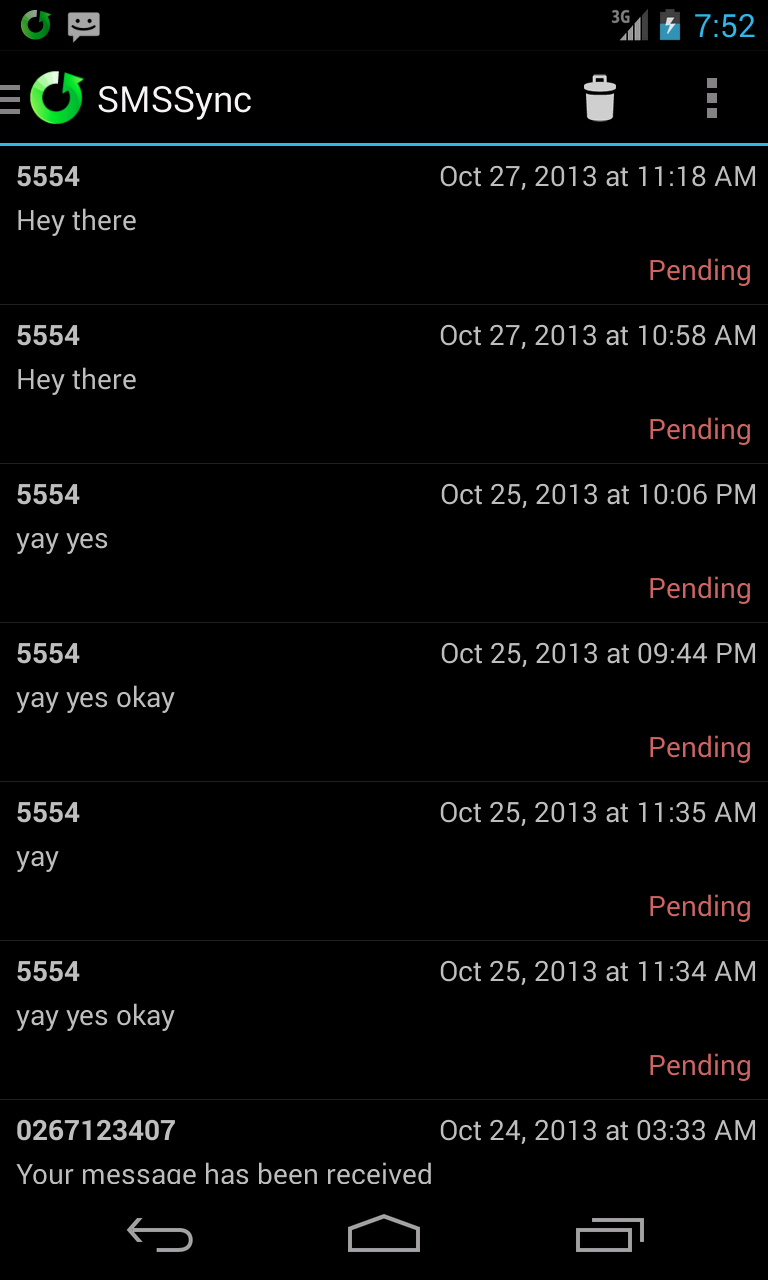 3G 7:52
SMSSync
5554 Oct 27, 2013 at 11:18 AM
Hey there
Pending
5554 Oct 27, 2013 at 10:58 AM
Hey there
Pending
5554 Oct 25, 2013 at 10:06 PM
yay yes
Pending
5554 Oct 25, 2013 at 09:44 PM
yay yes okay
Pending
5554 Oct 25, 2013 at 11:35 AM
yay
Pending
5554 Oct 25, 2013 at 11:34 AM
yay yes okay
Pending
0267123407 Oct 24, 2013 at 03:33 AM
Your message has been received